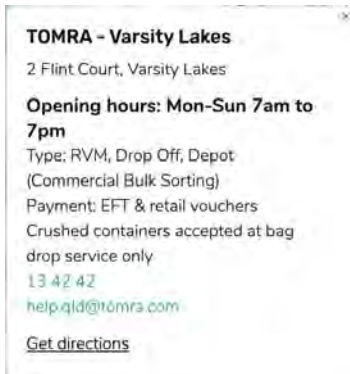 TOMRA - Varsity Lakes
2 Flint Court, Varsity Lakes
Opening hours: Mon-Sun 7am to
7pm
Type: RVM, Drop Off, Depot
(Commercial Bulk Sorting)
Payment: EFT & retail vouchers
Crushed containers accepted at bag
drop service only
13 42 42
help.qld@tomra.com
Get directions